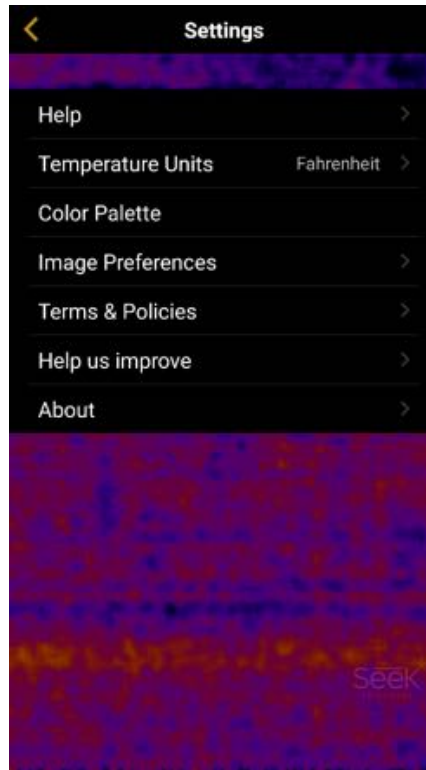 Settings
Help
Temperature Units Fahrenheit
Color Palette
Image Preferences
Terms & Policies
Help us improve
About
Seek